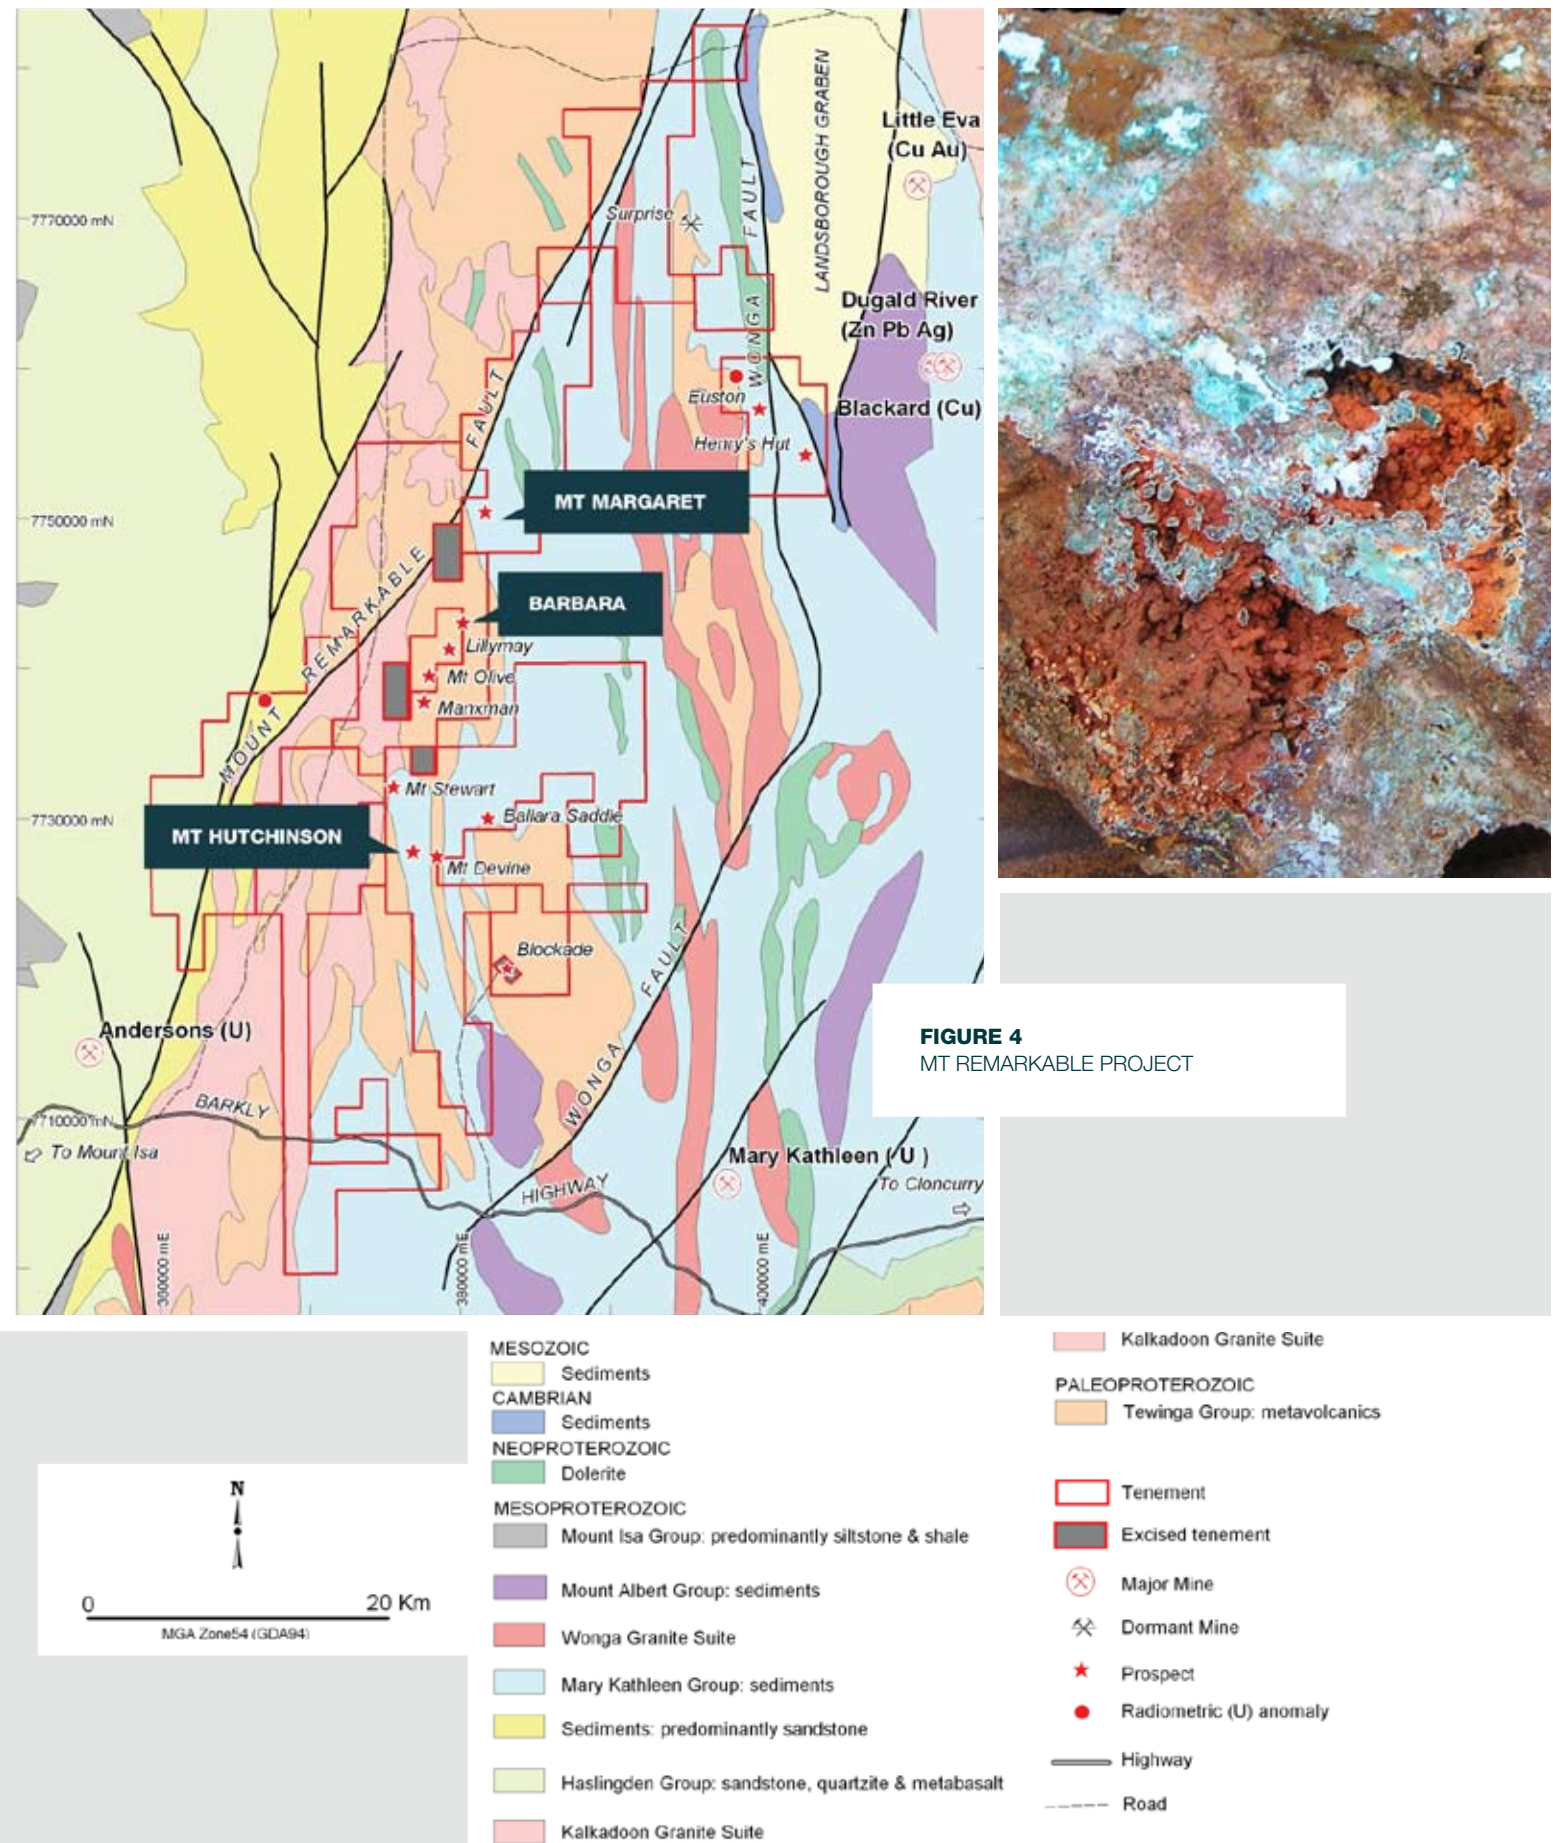 LANDSBOROUGH GRABEN
Little Eva
(Cu Au)
7770000 mN
Surprise
WONGA FAULT
Dugald River
(Zn Pb Ag)
Euston
Blackard (Cu)
Henry's Hut
MT MARGARET
7750000 mN
MOUNT REMARKABLE FAULT
BARBARA
Lillymay
Mt Olive
Manxman
Mt Stewart
Ballara Saddle
7730000 mN
MT HUTCHINSON
Mt Devine
Blockade
WONGA FAULT
Andersons (U)
BARKLY HIGHWAY
7710000 mN
To Mount Isa
Mary Kathleen ( U )
To Cloncurry
380000 mE
400000 mE
FIGURE 4
MT REMARKABLE PROJECT
N
0 20 Km
MGA Zone54 (GDA94)
MESOZOIC
Sediments
CAMBRIAN
Sediments
NEOPROTEROZOIC
Dolerite
MESOPROTEROZOIC
Mount Isa Group: predominantly siltstone & shale
Mount Albert Group: sediments
Wonga Granite Suite
Mary Kathleen Group: sediments
Sediments: predominantly sandstone
Haslingden Group: sandstone, quartzite & metabasalt
Kalkadoon Granite Suite
Kalkadoon Granite Suite
PALEOPROTEROZOIC
Tewinga Group: metavolcanics
Tenement
Excised tenement
Major Mine
Dormant Mine
Prospect
Radiometric (U) anomaly
Highway
Road